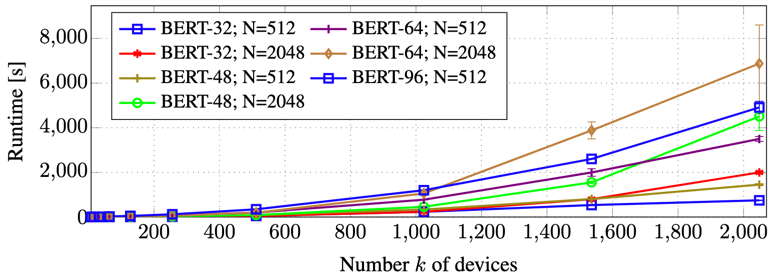 8,000
6,000
4,000
2,000
0
Runtime [s]
BERT-32; N=512
BERT-64; N=512
BERT-32; N=2048
BERT-64; N=2048
BERT-48; N=512
BERT-96; N=512
BERT-48; N=2048
200 400 600 800 1,000 1,200 1,400 1,600 1,800 2,000
Number k of devices